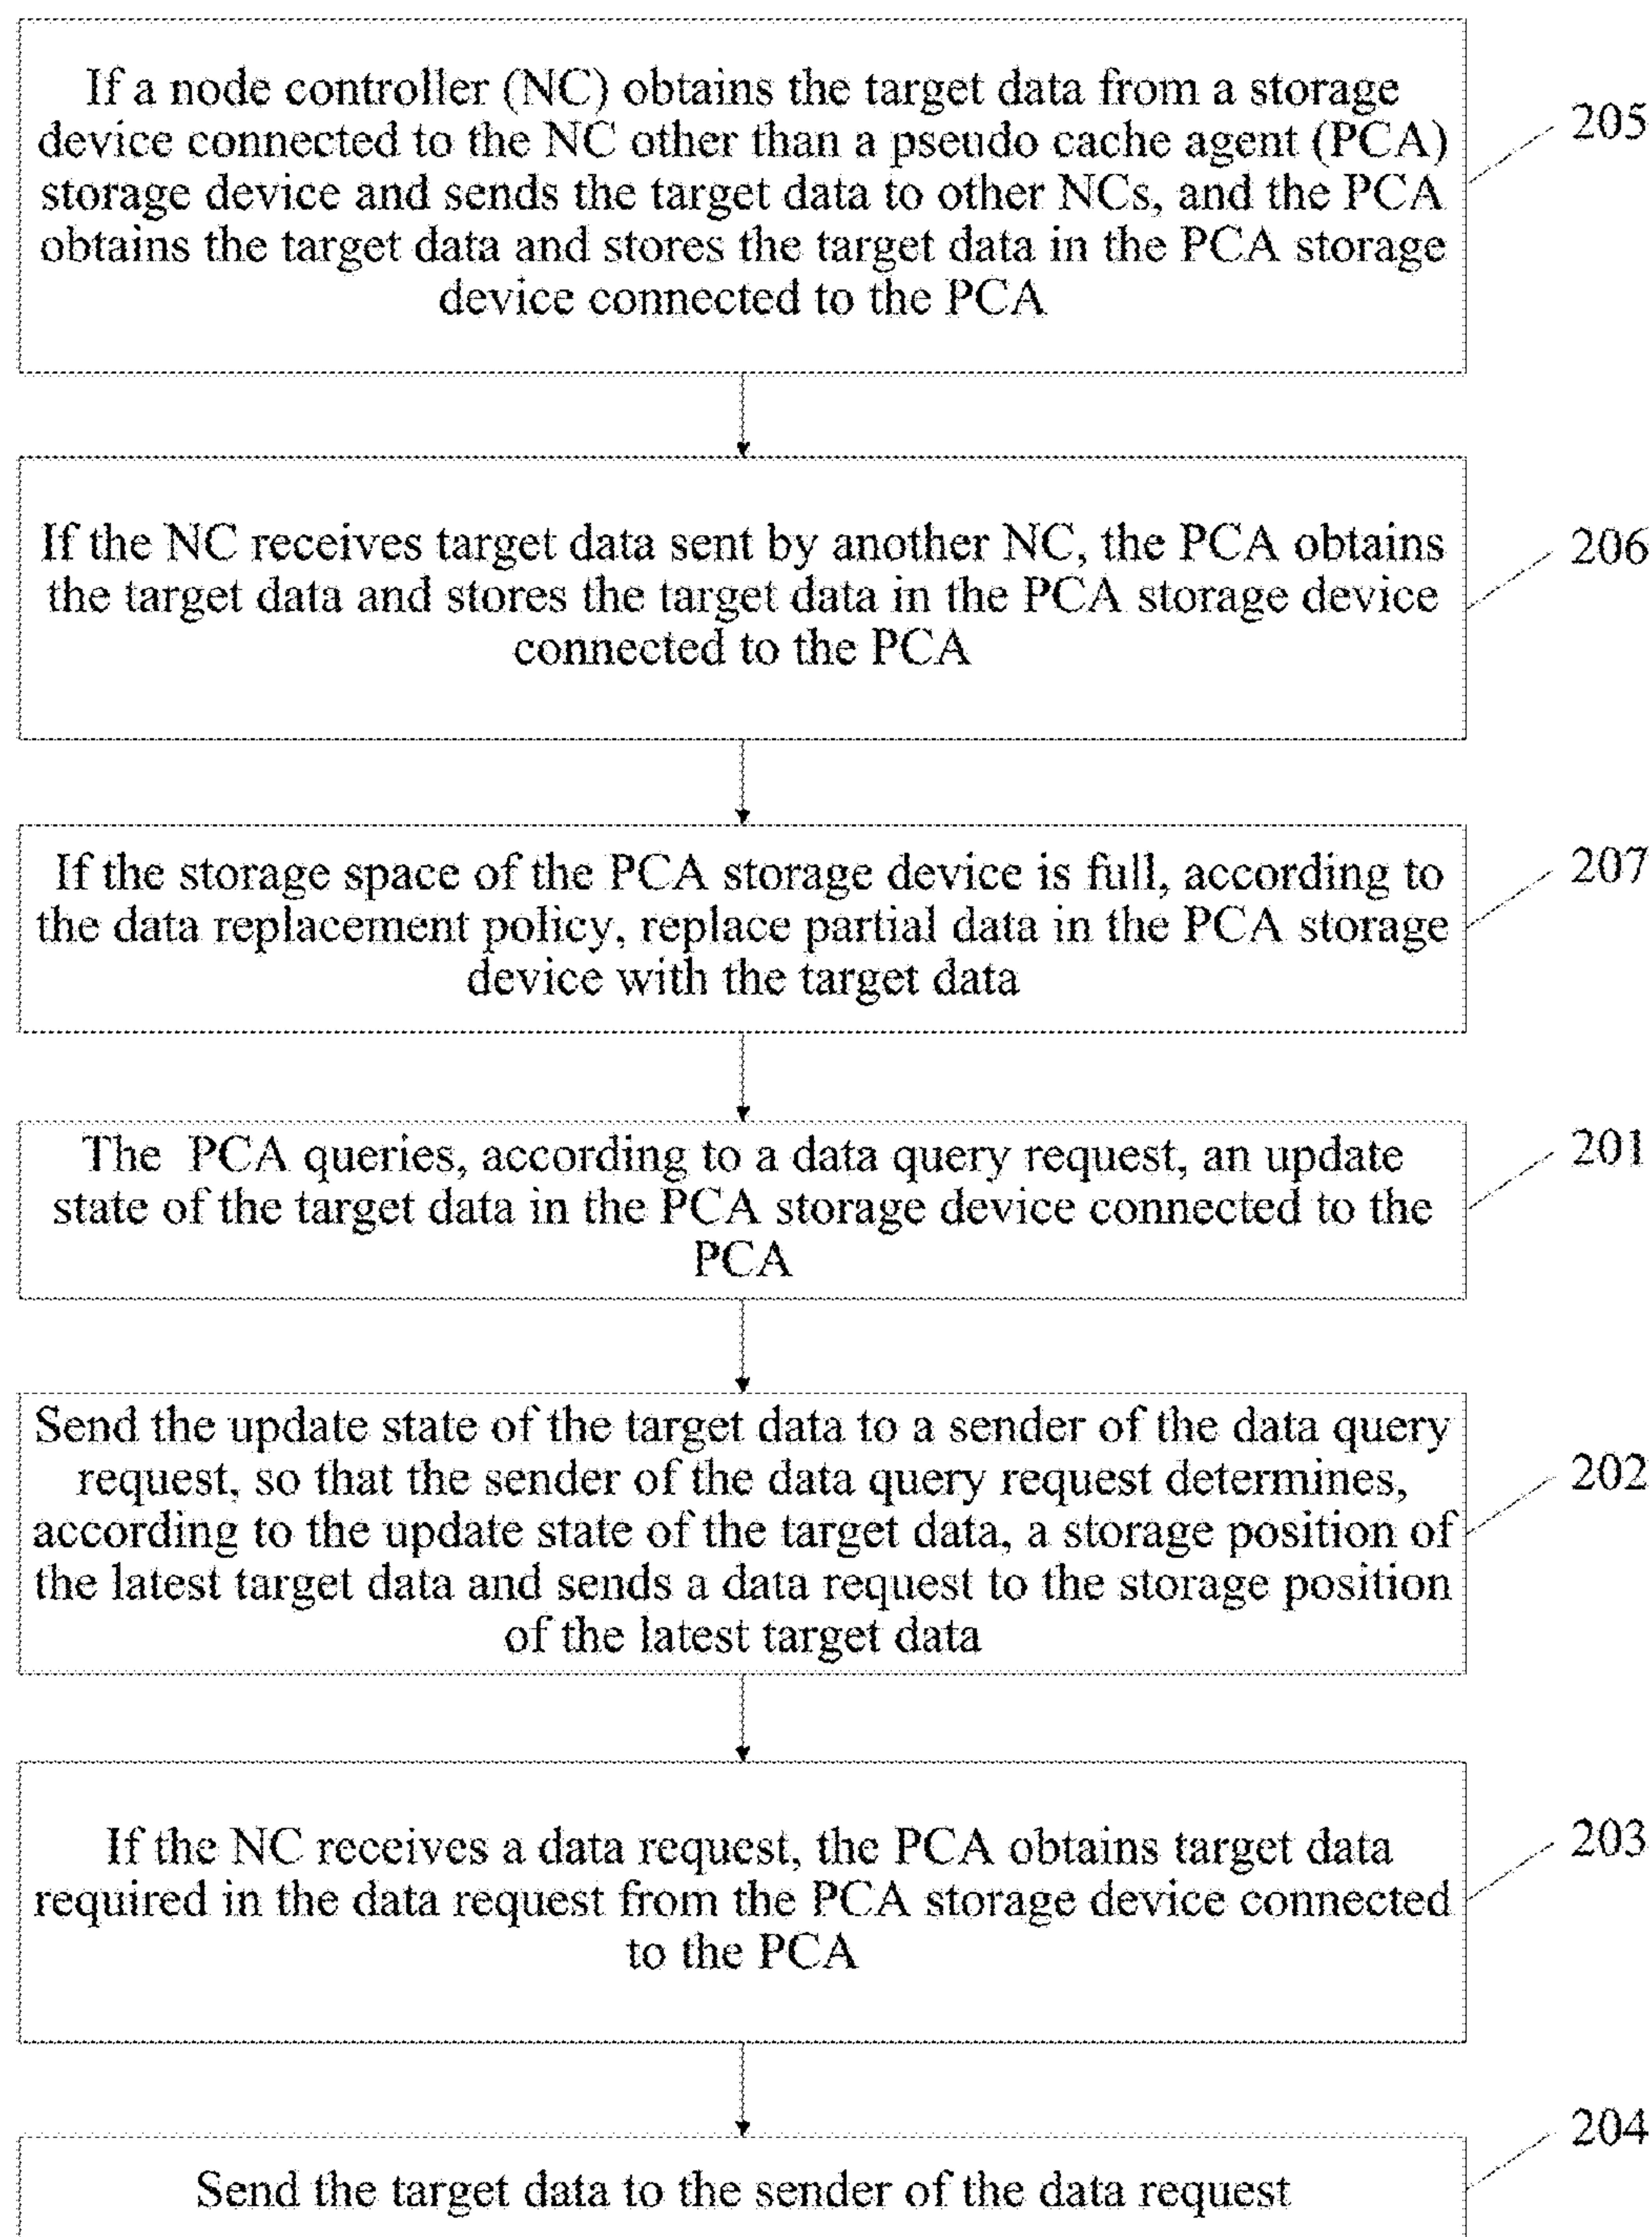 If a node controller (NC) obtains the target data from a storage
device connected to the NC other than a pseudo cache agent (PCA)
storage device and sends the target data to other NCs, and the PCA
obtains the target data and stores the target data in the PCA storage
device connected to the PCA
205
If the NC receives target data sent by another NC, the PCA obtains
the target data and stores the target data in the PCA storage device
connected to the PCA
206
If the storage space of the PCA storage device is full, according to
the data replacement policy, replace partial data in the PCA storage
device with the target data
207
The PCA queries, according to a data query request, an update
state of the target data in the PCA storage device connected to the
PCA
201
Send the update state of the target data to a sender of the data query
request, so that the sender of the data query request determines,
according to the update state of the target data, a storage position of
the latest target data and sends a data request to the storage position
of the latest target data
202
If the NC receives a data request, the PCA obtains target data
required in the data request from the PCA storage device connected
to the PCA
203
Send the target data to the sender of the data request
204